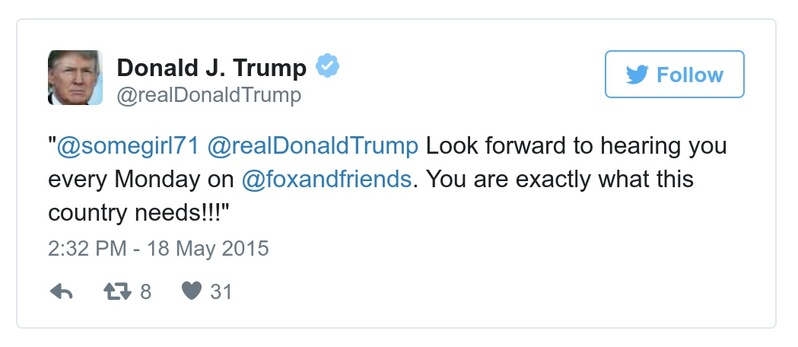 Donald J. Trump
@realDonaldTrump
Follow
"@somegirl71 @realDonaldTrump Look forward to hearing you
every Monday on @foxandfriends. You are exactly what this
country needs!!!"
2:32 PM - 18 May 2015
8 31